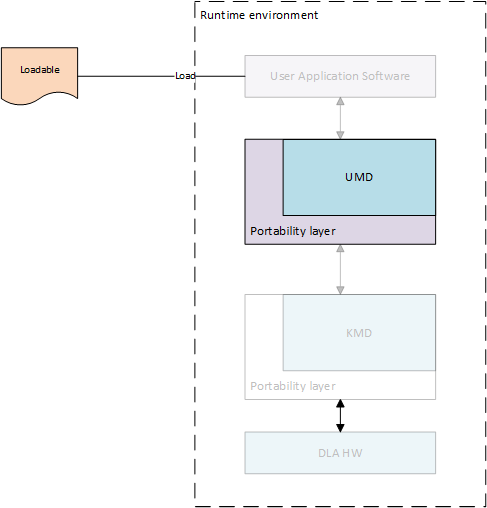 Runtime environment
Loadable
Load
User Application Software
UMD
Portability layer
KMD
Portability layer
DLA HW